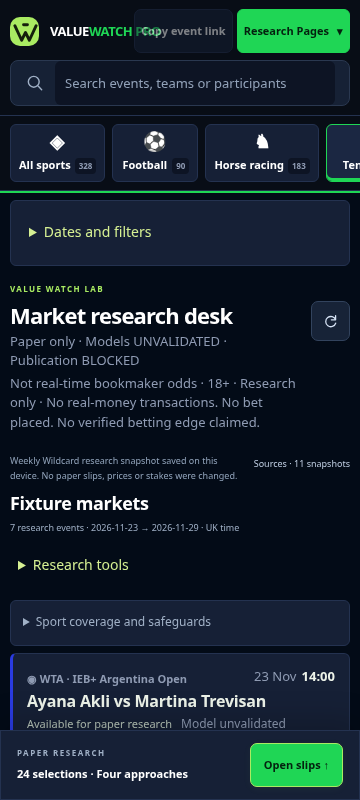 VALUEWATCH
Copy event link
Research Pages ▼
Search events, teams or participants
All sports 328
Football 90
Horse racing 183
▶ Dates and filters
VALUE WATCH LAB
Market research desk
Paper only · Models UNVALIDATED ·
Publication BLOCKED
Not real-time bookmaker odds · 18+ · Research
only · No real-money transactions. No bet
placed. No verified betting edge claimed.
Weekly Wildcard research snapshot saved on this
device. No paper slips, prices or stakes were changed.
Sources · 11 snapshots
Fixture markets
7 research events · 2026-11-23 → 2026-11-29 · UK time
▶ Research tools
▶ Sport coverage and safeguards
◉ WTA · IEB+ Argentina Open
23 Nov 14:00
Ayana Akli vs Martina Trevisan
Available for paper research Model unvalidated
PAPER RESEARCH
24 selections · Four approaches
Open slips ↑